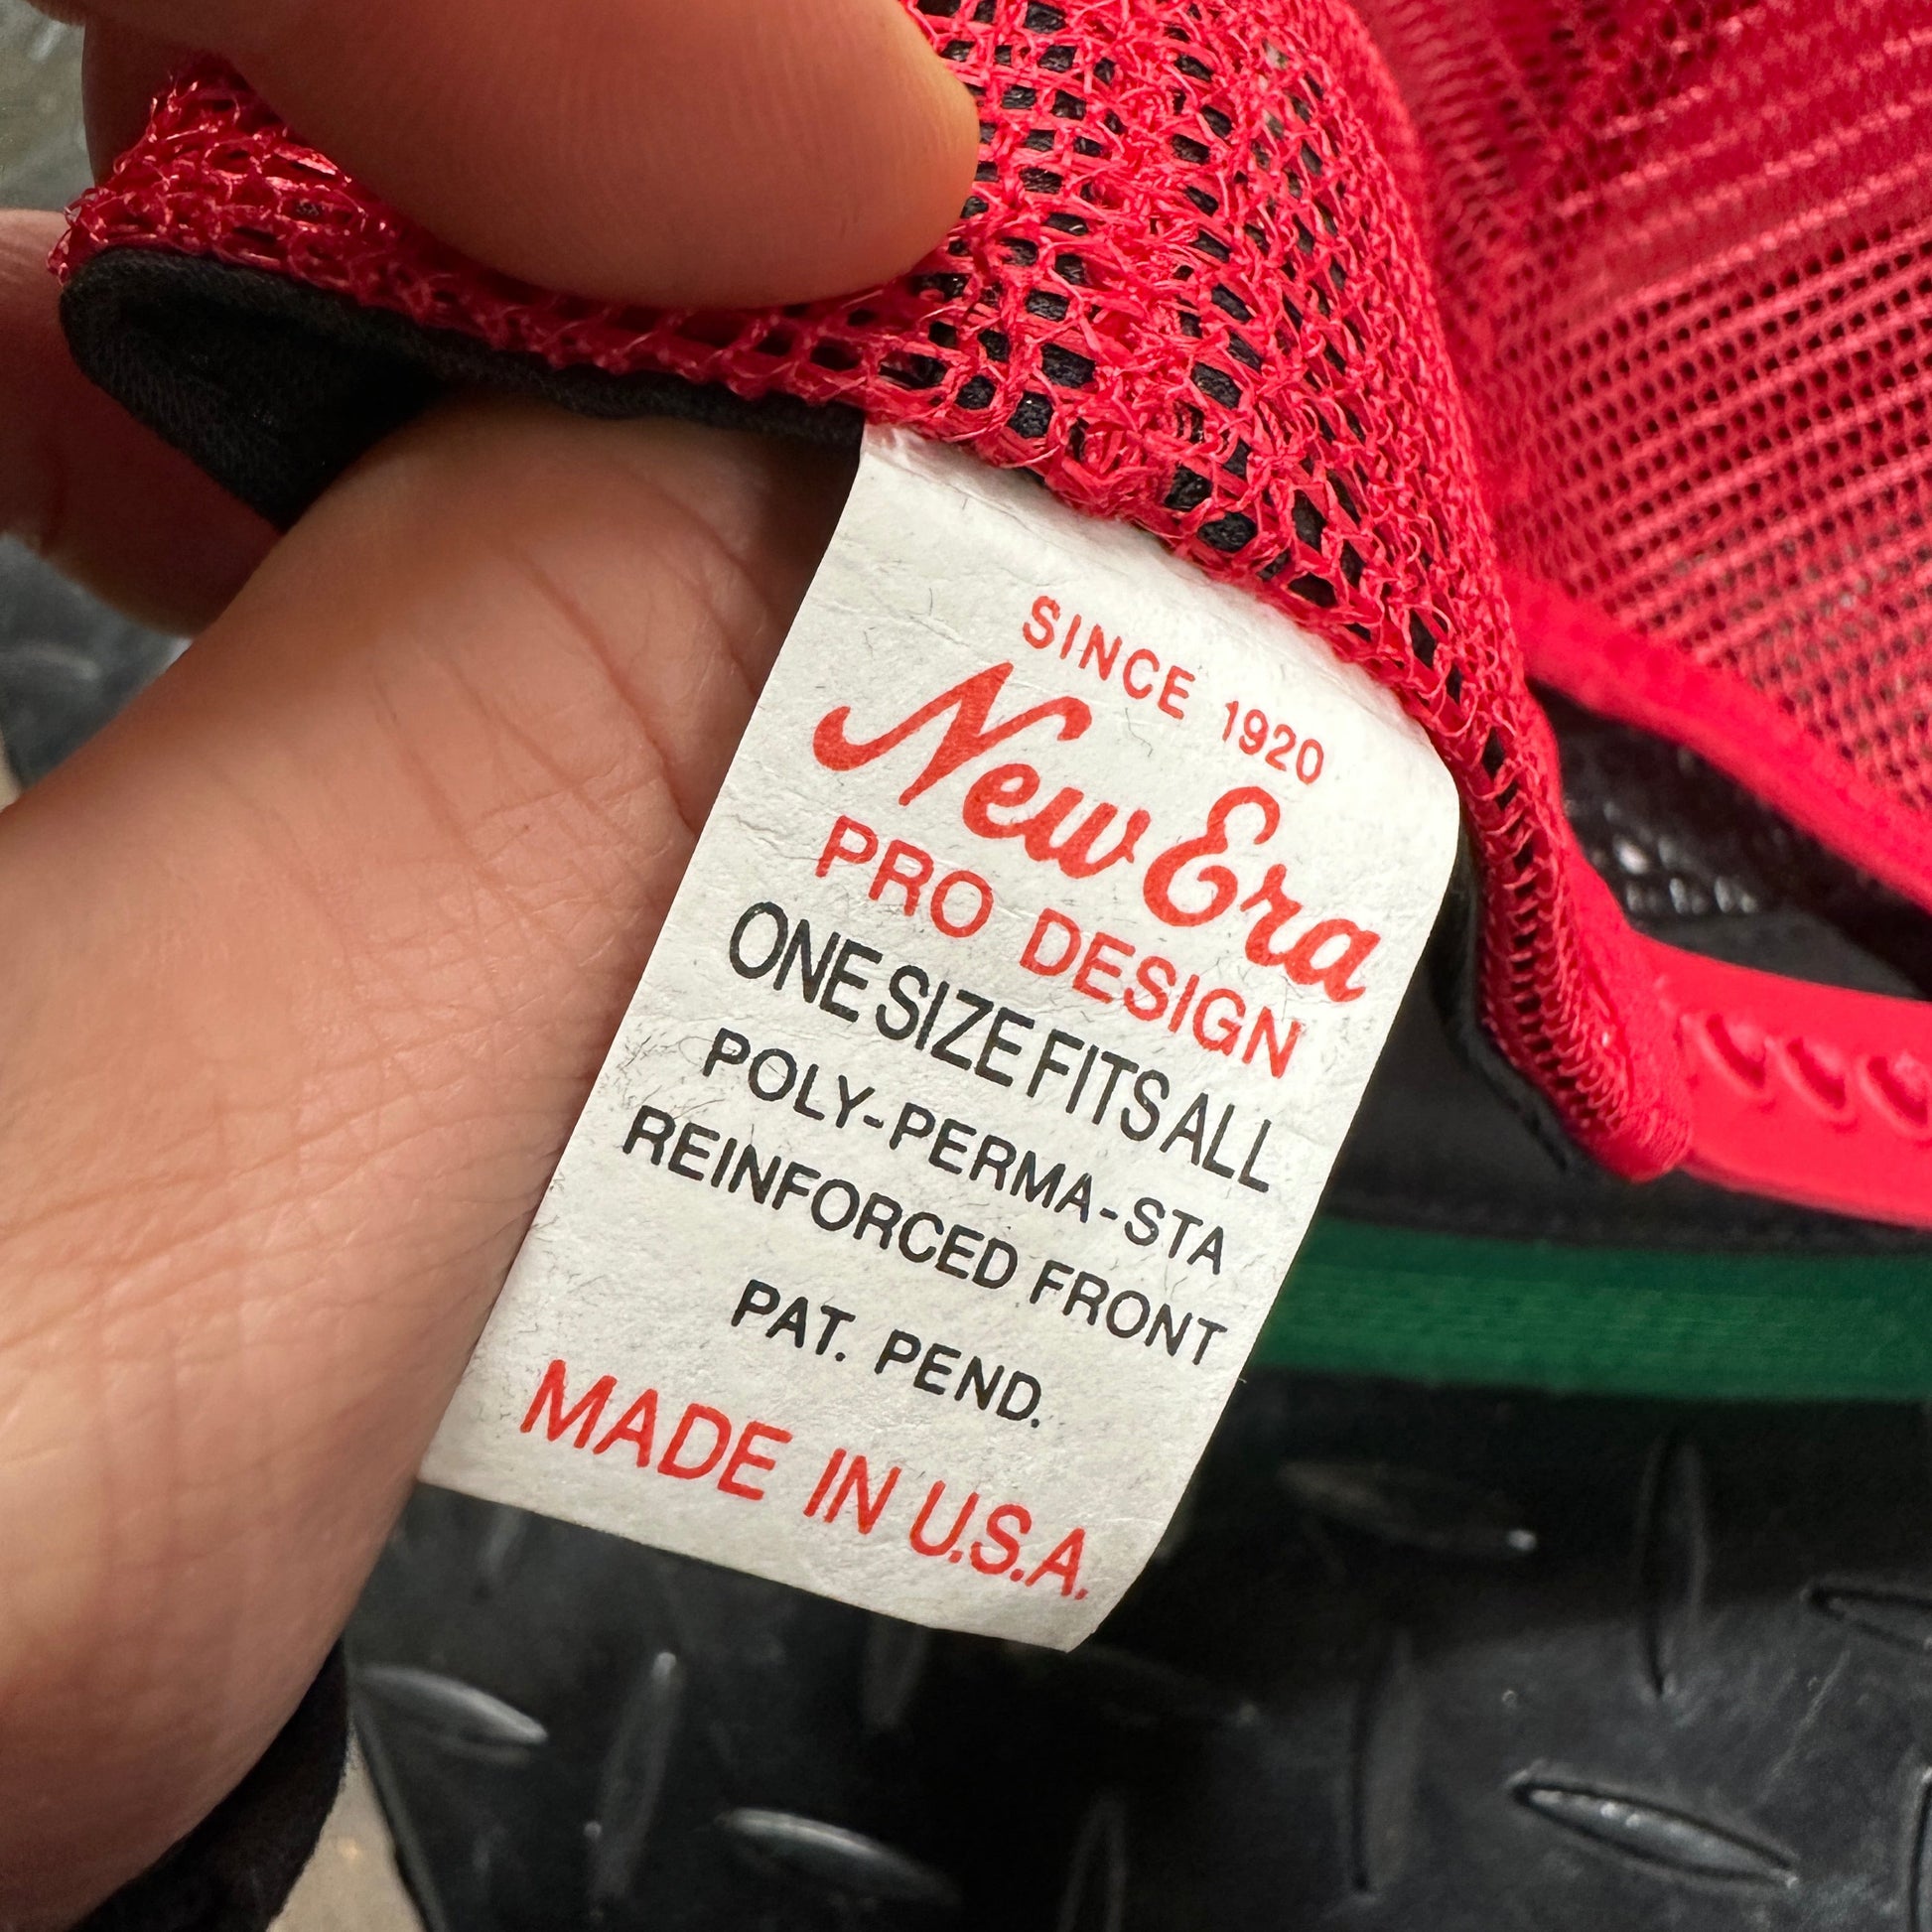 SINCE 1920
New Era
PRO DESIGN
ONE SIZE FITS ALL
POLY-PERMA-STA
REINFORCED FRONT
PAT. PEND.
MADE IN U.S.A.